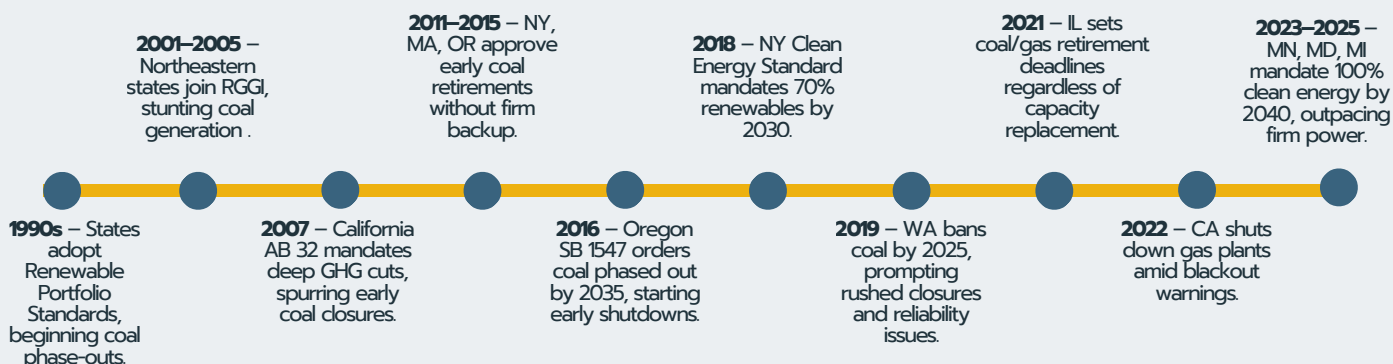 1990s – States
adopt
Renewable
Portfolio
Standards,
beginning coal
phase-outs.
2001–2005 –
Northeastern
states join RGGI,
stunting coal
generation .
2007 – California
AB 32 mandates
deep GHG cuts,
spurring early
coal closures.
2011–2015 – NY,
MA, OR approve
early coal
retirements
without firm
backup.
2016 – Oregon
SB 1547 orders
coal phased out
by 2035, starting
early shutdowns.
2018 – NY Clean
Energy Standard
mandates 70%
renewables by
2030.
2019 – WA bans
coal by 2025,
prompting
rushed closures
and reliability
issues.
2021 – IL sets
coal/gas retirement
deadlines
regardless of
capacity
replacement.
2022 – CA shuts
down gas plants
amid blackout
warnings.
2023–2025 –
MN, MD, MI
mandate 100%
clean energy by
2040, outpacing
firm power.